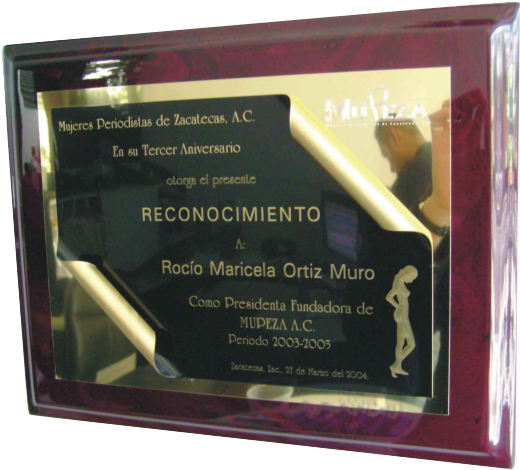 MUPEZA
Mujeres Periodistas de Zacatecas, A.C.
En su Tercer Aniversario
otorga el presente
RECONOCIMIENTO
A:
Rocío Maricela Ortiz Muro
Como Presidenta Fundadora de
MUPEZA A.C.
Periodo 2003-2005
Zacatecas, Zac., 27 de Marzo del 2004.